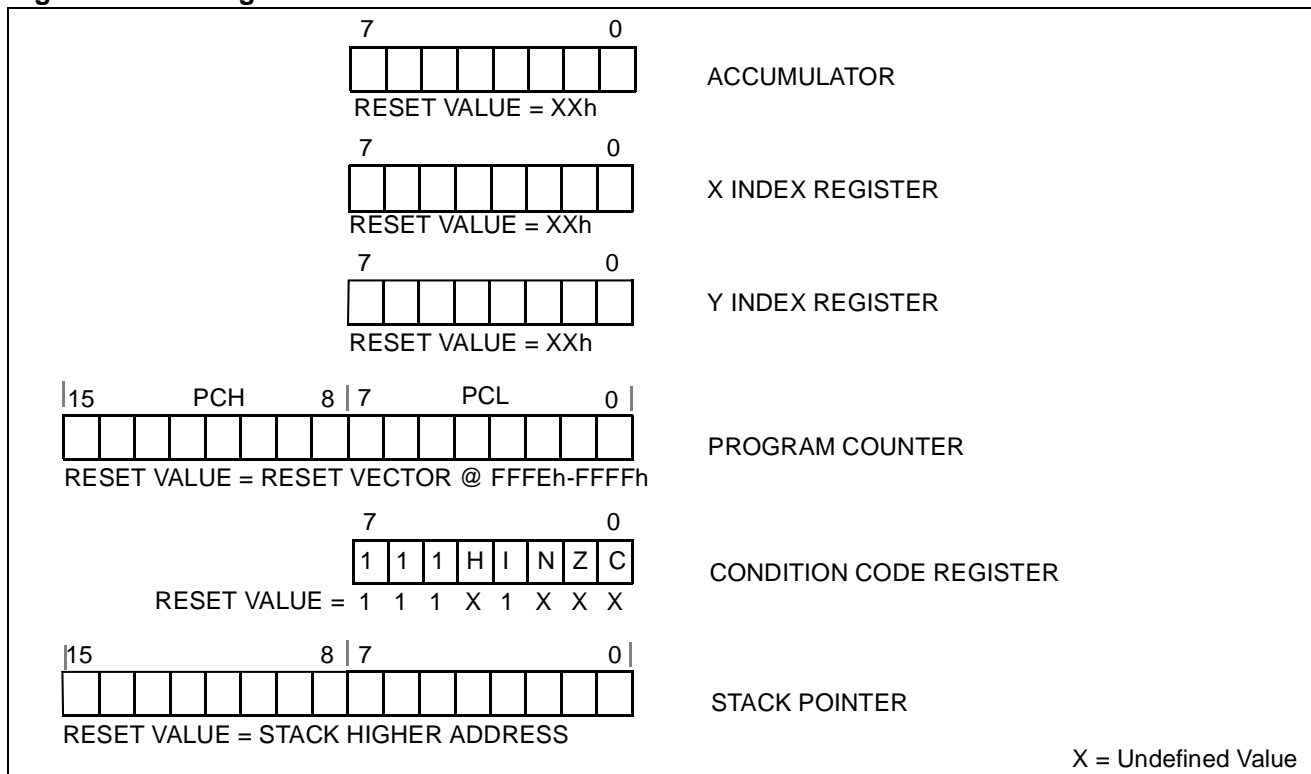 7 0
ACCUMULATOR
RESET VALUE = XXh
7 0
X INDEX REGISTER
RESET VALUE = XXh
7 0
Y INDEX REGISTER
RESET VALUE = XXh
15 PCH 8 7 PCL 0
PROGRAM COUNTER
RESET VALUE = RESET VECTOR @ FFFEh-FFFFh
7 0
1 1 1 H I N Z C
CONDITION CODE REGISTER
RESET VALUE = 1 1 1 X 1 X X X
15 8 7 0
STACK POINTER
RESET VALUE = STACK HIGHER ADDRESS
X = Undefined Value